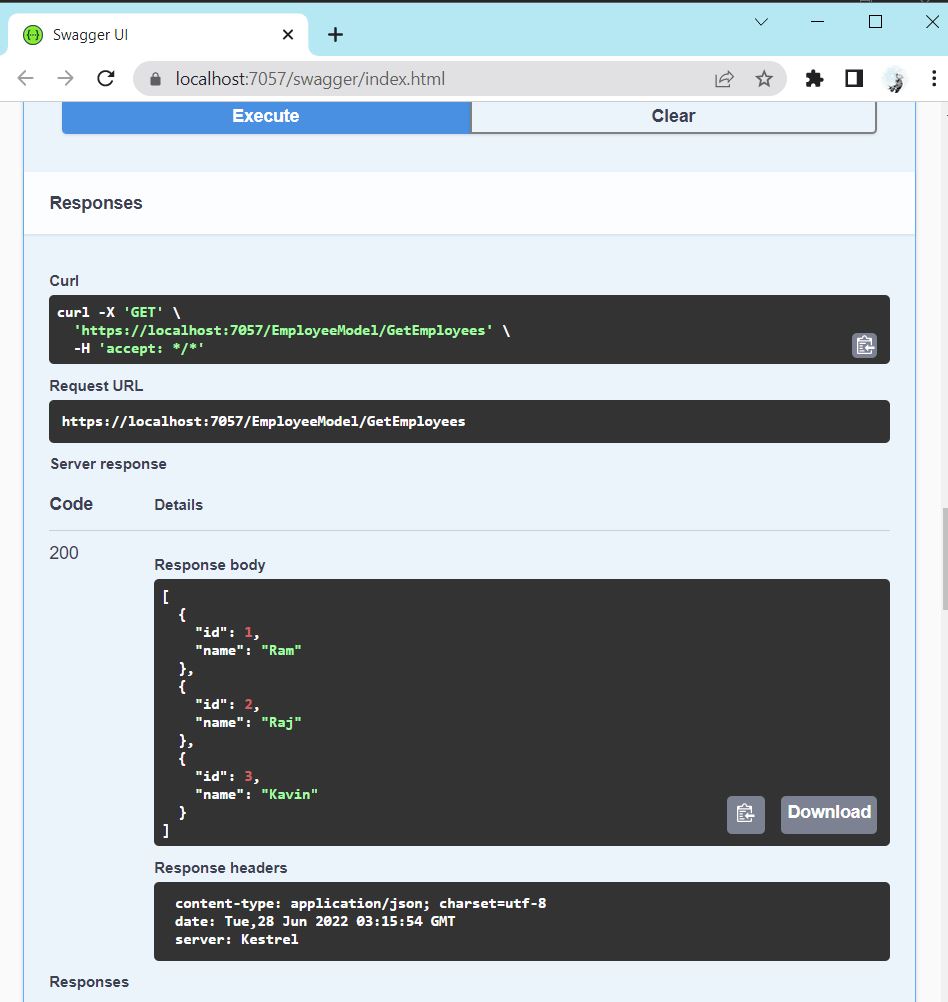 Swagger UI
localhost:7057/swagger/index.html
Execute Clear
Responses
Curl
curl -X 'GET' \
  'https://localhost:7057/EmployeeModel/GetEmployees' \
  -H 'accept: */*'
Request URL
https://localhost:7057/EmployeeModel/GetEmployees
Server response
Code Details
200
Response body
[
  {
    "id": 1,
    "name": "Ram"
  },
  {
    "id": 2,
    "name": "Raj"
  },
  {
    "id": 3,
    "name": "Kavin"
  }
]
Download
Response headers
content-type: application/json; charset=utf-8
date: Tue,28 Jun 2022 03:15:54 GMT
server: Kestrel
Responses